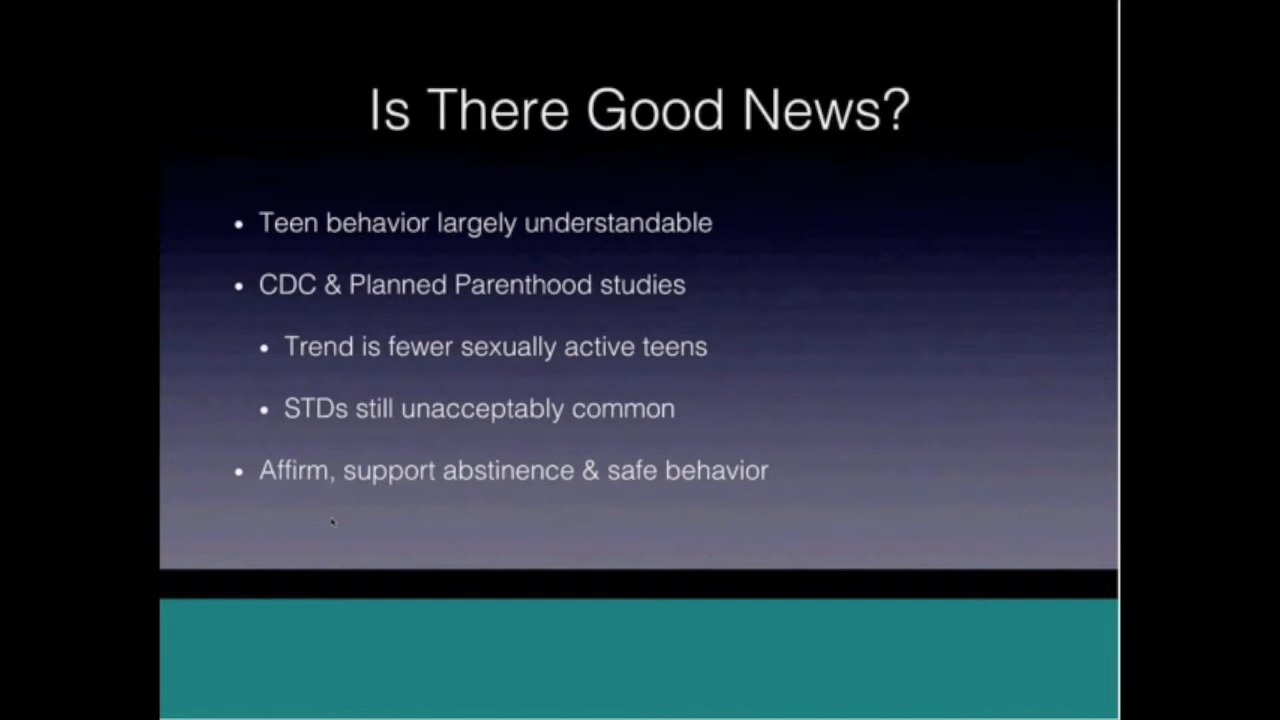 Is There Good News?
• Teen behavior largely understandable
• CDC & Planned Parenthood studies
• Trend is fewer sexually active teens
• STDs still unacceptably common
• Affirm, support abstinence & safe behavior